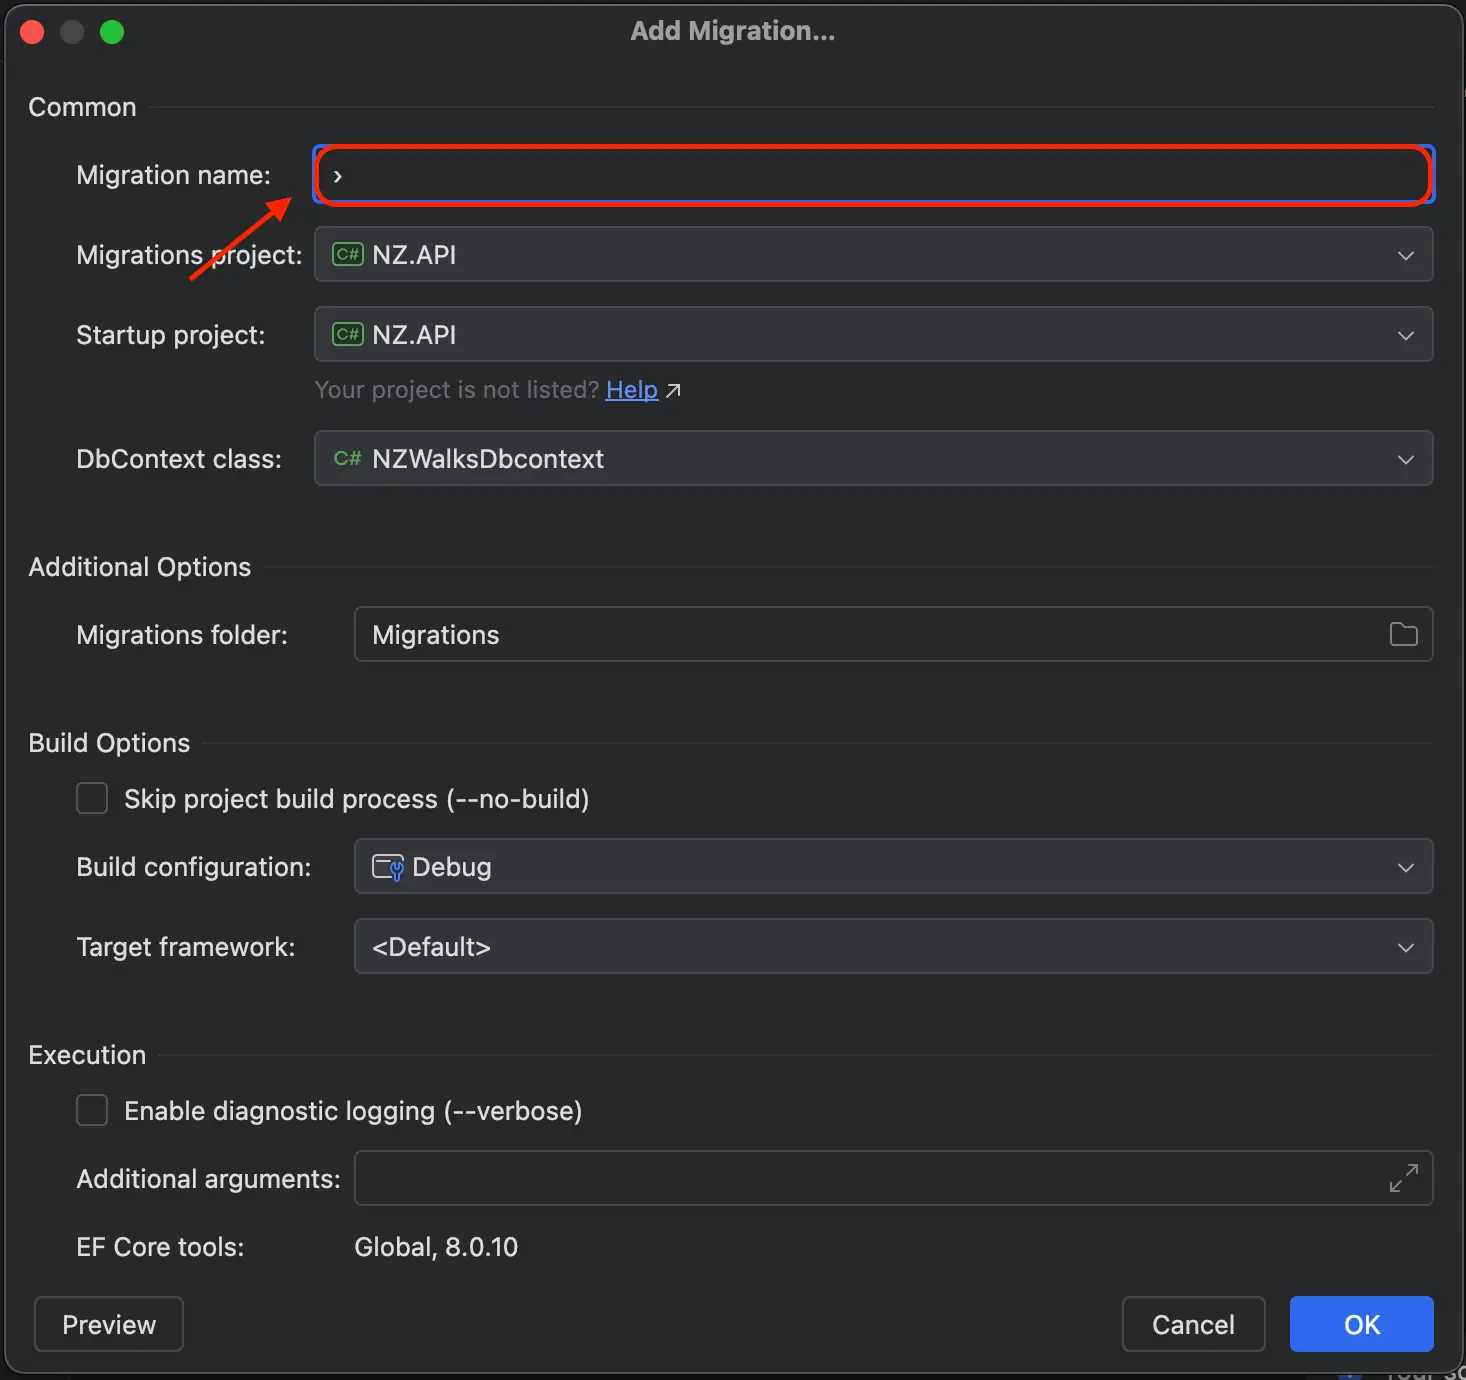 Add Migration...
Common
Migration name: ›
Migrations project: C# NZ.API
Startup project: C# NZ.API
Your project is not listed? Help ↗
DbContext class: C# NZWalksDbcontext
Additional Options
Migrations folder: Migrations
Build Options
Skip project build process (--no-build)
Build configuration: Debug
Target framework: <Default>
Execution
Enable diagnostic logging (--verbose)
Additional arguments:
EF Core tools: Global, 8.0.10
Preview Cancel OK